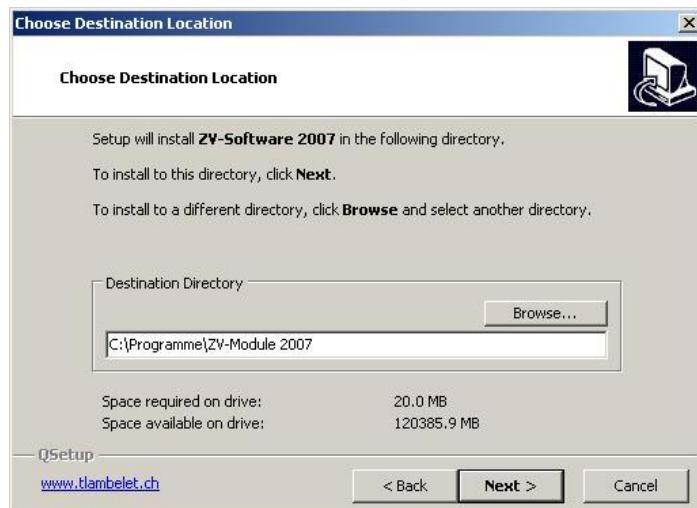 Choose Destination Location
Choose Destination Location
Setup will install ZV-Software 2007 in the following directory.
To install to this directory, click Next.
To install to a different directory, click Browse and select another directory.
Destination Directory
Browse...
C:\Programme\ZV-Module 2007
Space required on drive: 20.0 MB
Space available on drive: 120385.9 MB
QSetup
www.tlambelet.ch
< Back Next > Cancel